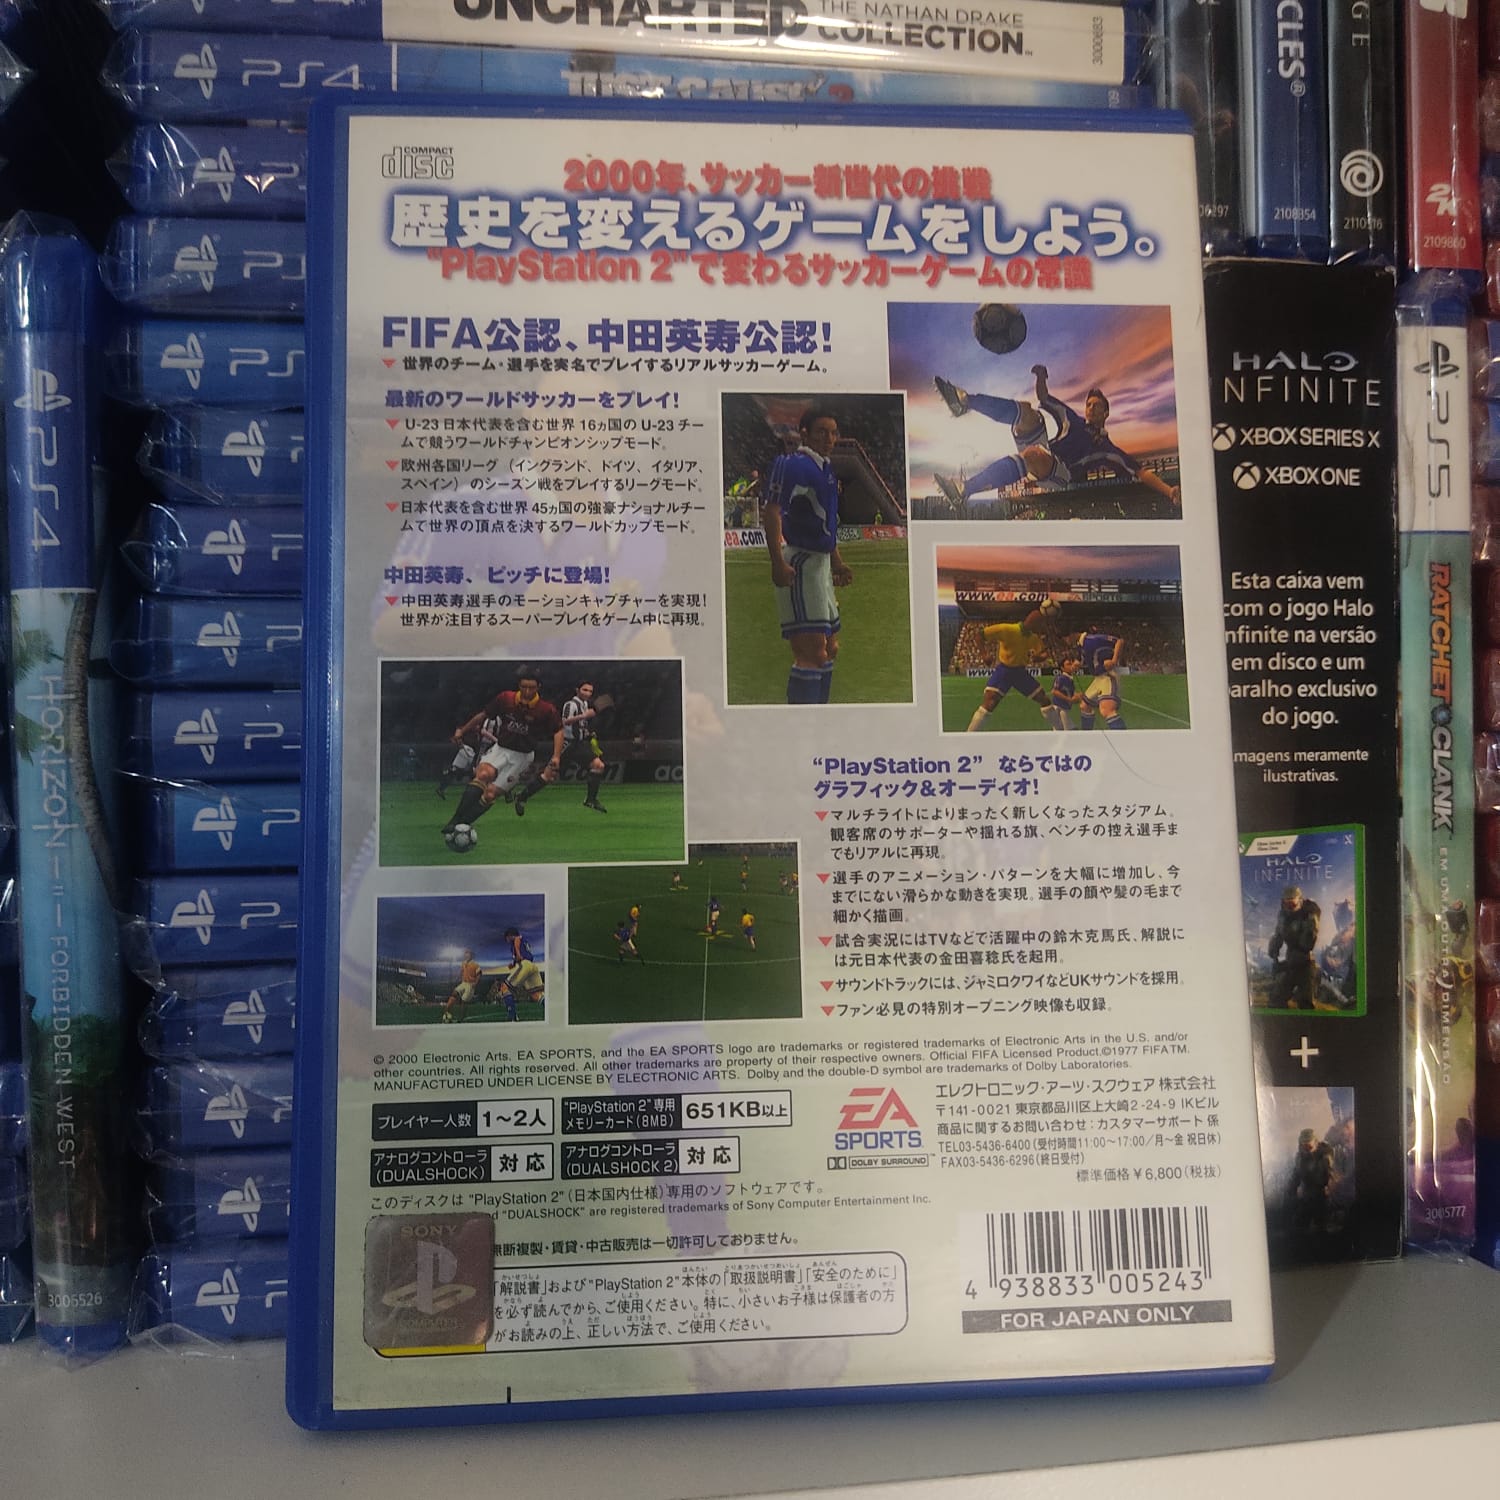 UNCHARTED THE NATHAN DRAKE
COLLECTION™
3000683
PS4
JUST CAUSE 3
COMPACT
disc
2000年、サッカー新世代の挑戦
歴史を変えるゲームをしよう。
"PlayStation 2"で変わるサッカーゲームの常識
FIFA公認、中田英寿公認!
▼世界のチーム・選手を実名でプレイするリアルサッカーゲーム。
最新のワールドサッカーをプレイ!
▼U-23日本代表を含む世界16ヵ国のU-23チー
ムで競うワールドチャンピオンシップモード。
▼欧州各国リーグ(イングランド、ドイツ、イタリア、
スペイン)のシーズン戦をプレイするリーグモード。
▼日本代表を含む世界45ヵ国の強豪ナショナルチー
ムで世界の頂点を決するワールドカップモード。
中田英寿、ピッチに登場!
▼中田英寿選手のモーションキャプチャーを実現!
世界が注目するスーパープレイをゲーム中に再現。
ea.com
www.ea.com
"PlayStation 2" ならではの
グラフィック&オーディオ!
▼マルチライトによりまったく新しくなったスタジアム。
観客席のサポーターや揺れる旗、ベンチの控え選手ま
でもリアルに再現。
▼選手のアニメーション・パターンを大幅に増加し、今
までにない滑らかな動きを実現。選手の顔や髪の毛まで
細かく描画。
▼試合実況にはTVなどで活躍中の鈴木克馬氏、解説に
は元日本代表の金田喜稔氏を起用。
▼サウンドトラックには、ジャミロクワイなどUKサウンドを採用。
▼ファン必見の特別オープニング映像も収録。
© 2000 Electronic Arts. EA SPORTS, and the EA SPORTS logo are trademarks or registered trademarks of Electronic Arts in the U.S. and/or
other countries. All rights reserved. All other trademarks are property of their respective owners. Official FIFA Licensed Product.©1977 FIFA™.
MANUFACTURED UNDER LICENSE BY ELECTRONIC ARTS. Dolby and the double-D symbol are trademarks of Dolby Laboratories.
プレイヤー人数 1〜2人
"PlayStation 2"専用
メモリーカード(8MB) 651KB以上
アナログコントローラ
(DUALSHOCK) 対応
アナログコントローラ
(DUALSHOCK 2) 対応
EA
SPORTS™
DOLBY SURROUND™
エレクトロニック・アーツ・スクウェア 株式会社
〒141-0021 東京都品川区上大崎2-24-9 IKビル
商品に関するお問い合わせ:カスタマーサポート 係
TEL03-5436-6400(受付時間11:00〜17:00/月〜金 祝日休)
FAX03-5436-6296(終日受付)
標準価格¥6,800(税抜)
このディスクは "PlayStation 2"(日本国内仕様)専用のソフトウェアです。
"DUALSHOCK" are registered trademarks of Sony Computer Entertainment Inc.
無断複製・賃貸・中古販売は一切許可しておりません。
「解説書」および"PlayStation 2"本体の「取扱説明書」「安全のために」
を必ず読んでから、ご使用ください。特に、小さいお子様は保護者の方
がお読みの上、正しい方法で、ご使用ください。
SONY
COMPUTER
4 938833 005243
FOR JAPAN ONLY
PS4
HORIZON
FORBIDDEN WEST
3006526
2108354
2110516
2K
2109860
HALO
INFINITE
XBOX SERIES X
XBOX ONE
Esta caixa vem
com o jogo Halo
Infinite na versão
em disco e um
baralho exclusivo
do jogo.
Imagens meramente
ilustrativas.
HALO
INFINITE
+
PS5
RATCHET CLANK
EM UMA OUTRA DIMENSÃO
3005777